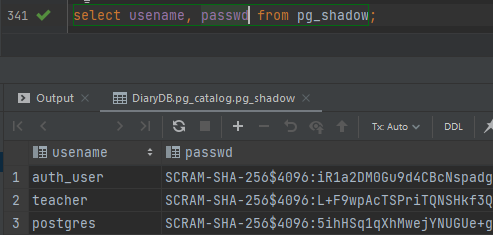 341 select usename, passwd from pg_shadow;
Output DiaryDB.pg_catalog.pg_shadow
Tx: Auto DDL
usename passwd
1 auth_user SCRAM-SHA-256$4096:iR1a2DM0Gu9d4CBcNspadg
2 teacher SCRAM-SHA-256$4096:L+F9wpAcTSPriTQNSHkf3Q
3 postgres SCRAM-SHA-256$4096:5ihHSq1qXhMwejYNUGUe+g